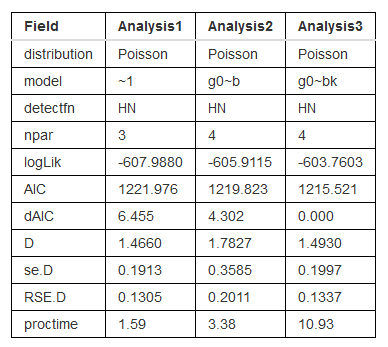 Field Analysis1 Analysis2 Analysis3
distribution Poisson Poisson Poisson
model ~1 g0~b g0~bk
detectfn HN HN HN
npar 3 4 4
logLik -607.9880 -605.9115 -603.7603
AIC 1221.976 1219.823 1215.521
dAIC 6.455 4.302 0.000
D 1.4660 1.7827 1.4930
se.D 0.1913 0.3585 0.1997
RSE.D 0.1305 0.2011 0.1337
proctime 1.59 3.38 10.93